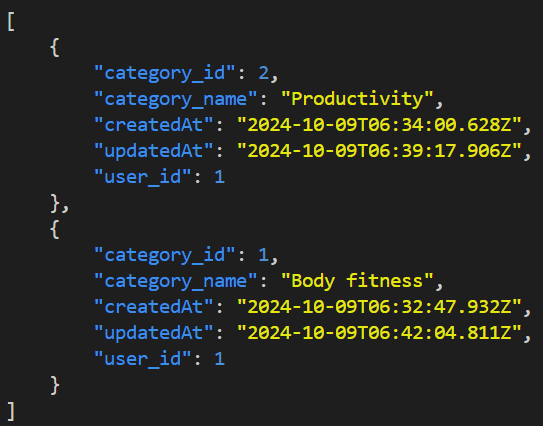 [
    {
        "category_id": 2,
        "category_name": "Productivity",
        "createdAt": "2024-10-09T06:34:00.628Z",
        "updatedAt": "2024-10-09T06:39:17.906Z",
        "user_id": 1
    },
    {
        "category_id": 1,
        "category_name": "Body fitness",
        "createdAt": "2024-10-09T06:32:47.932Z",
        "updatedAt": "2024-10-09T06:42:04.811Z",
        "user_id": 1
    }
]